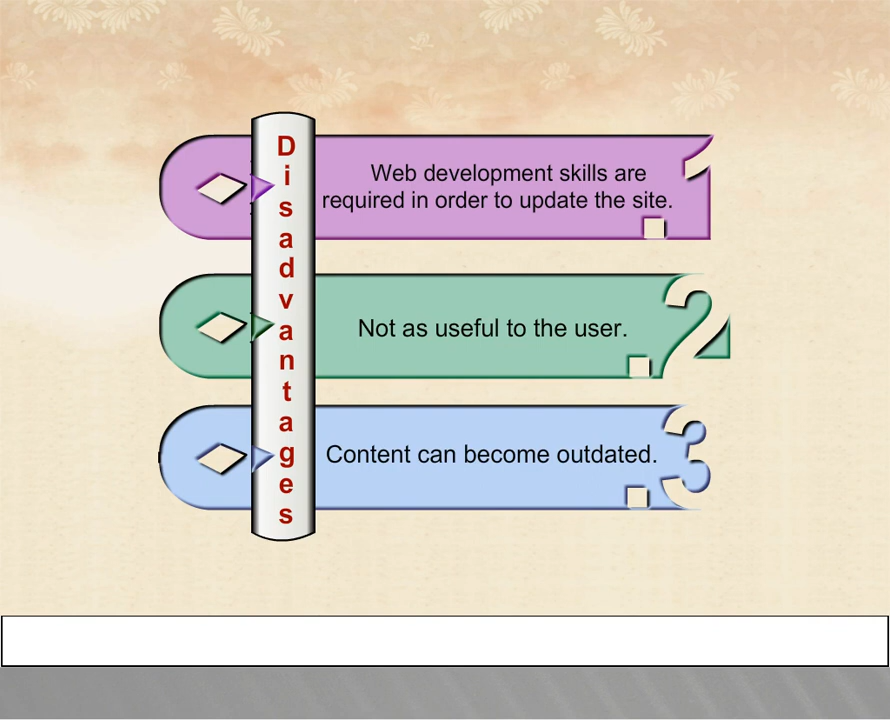 Disadvantages
Web development skills are
required in order to update the site.
1.
Not as useful to the user.
2.
Content can become outdated.
3.